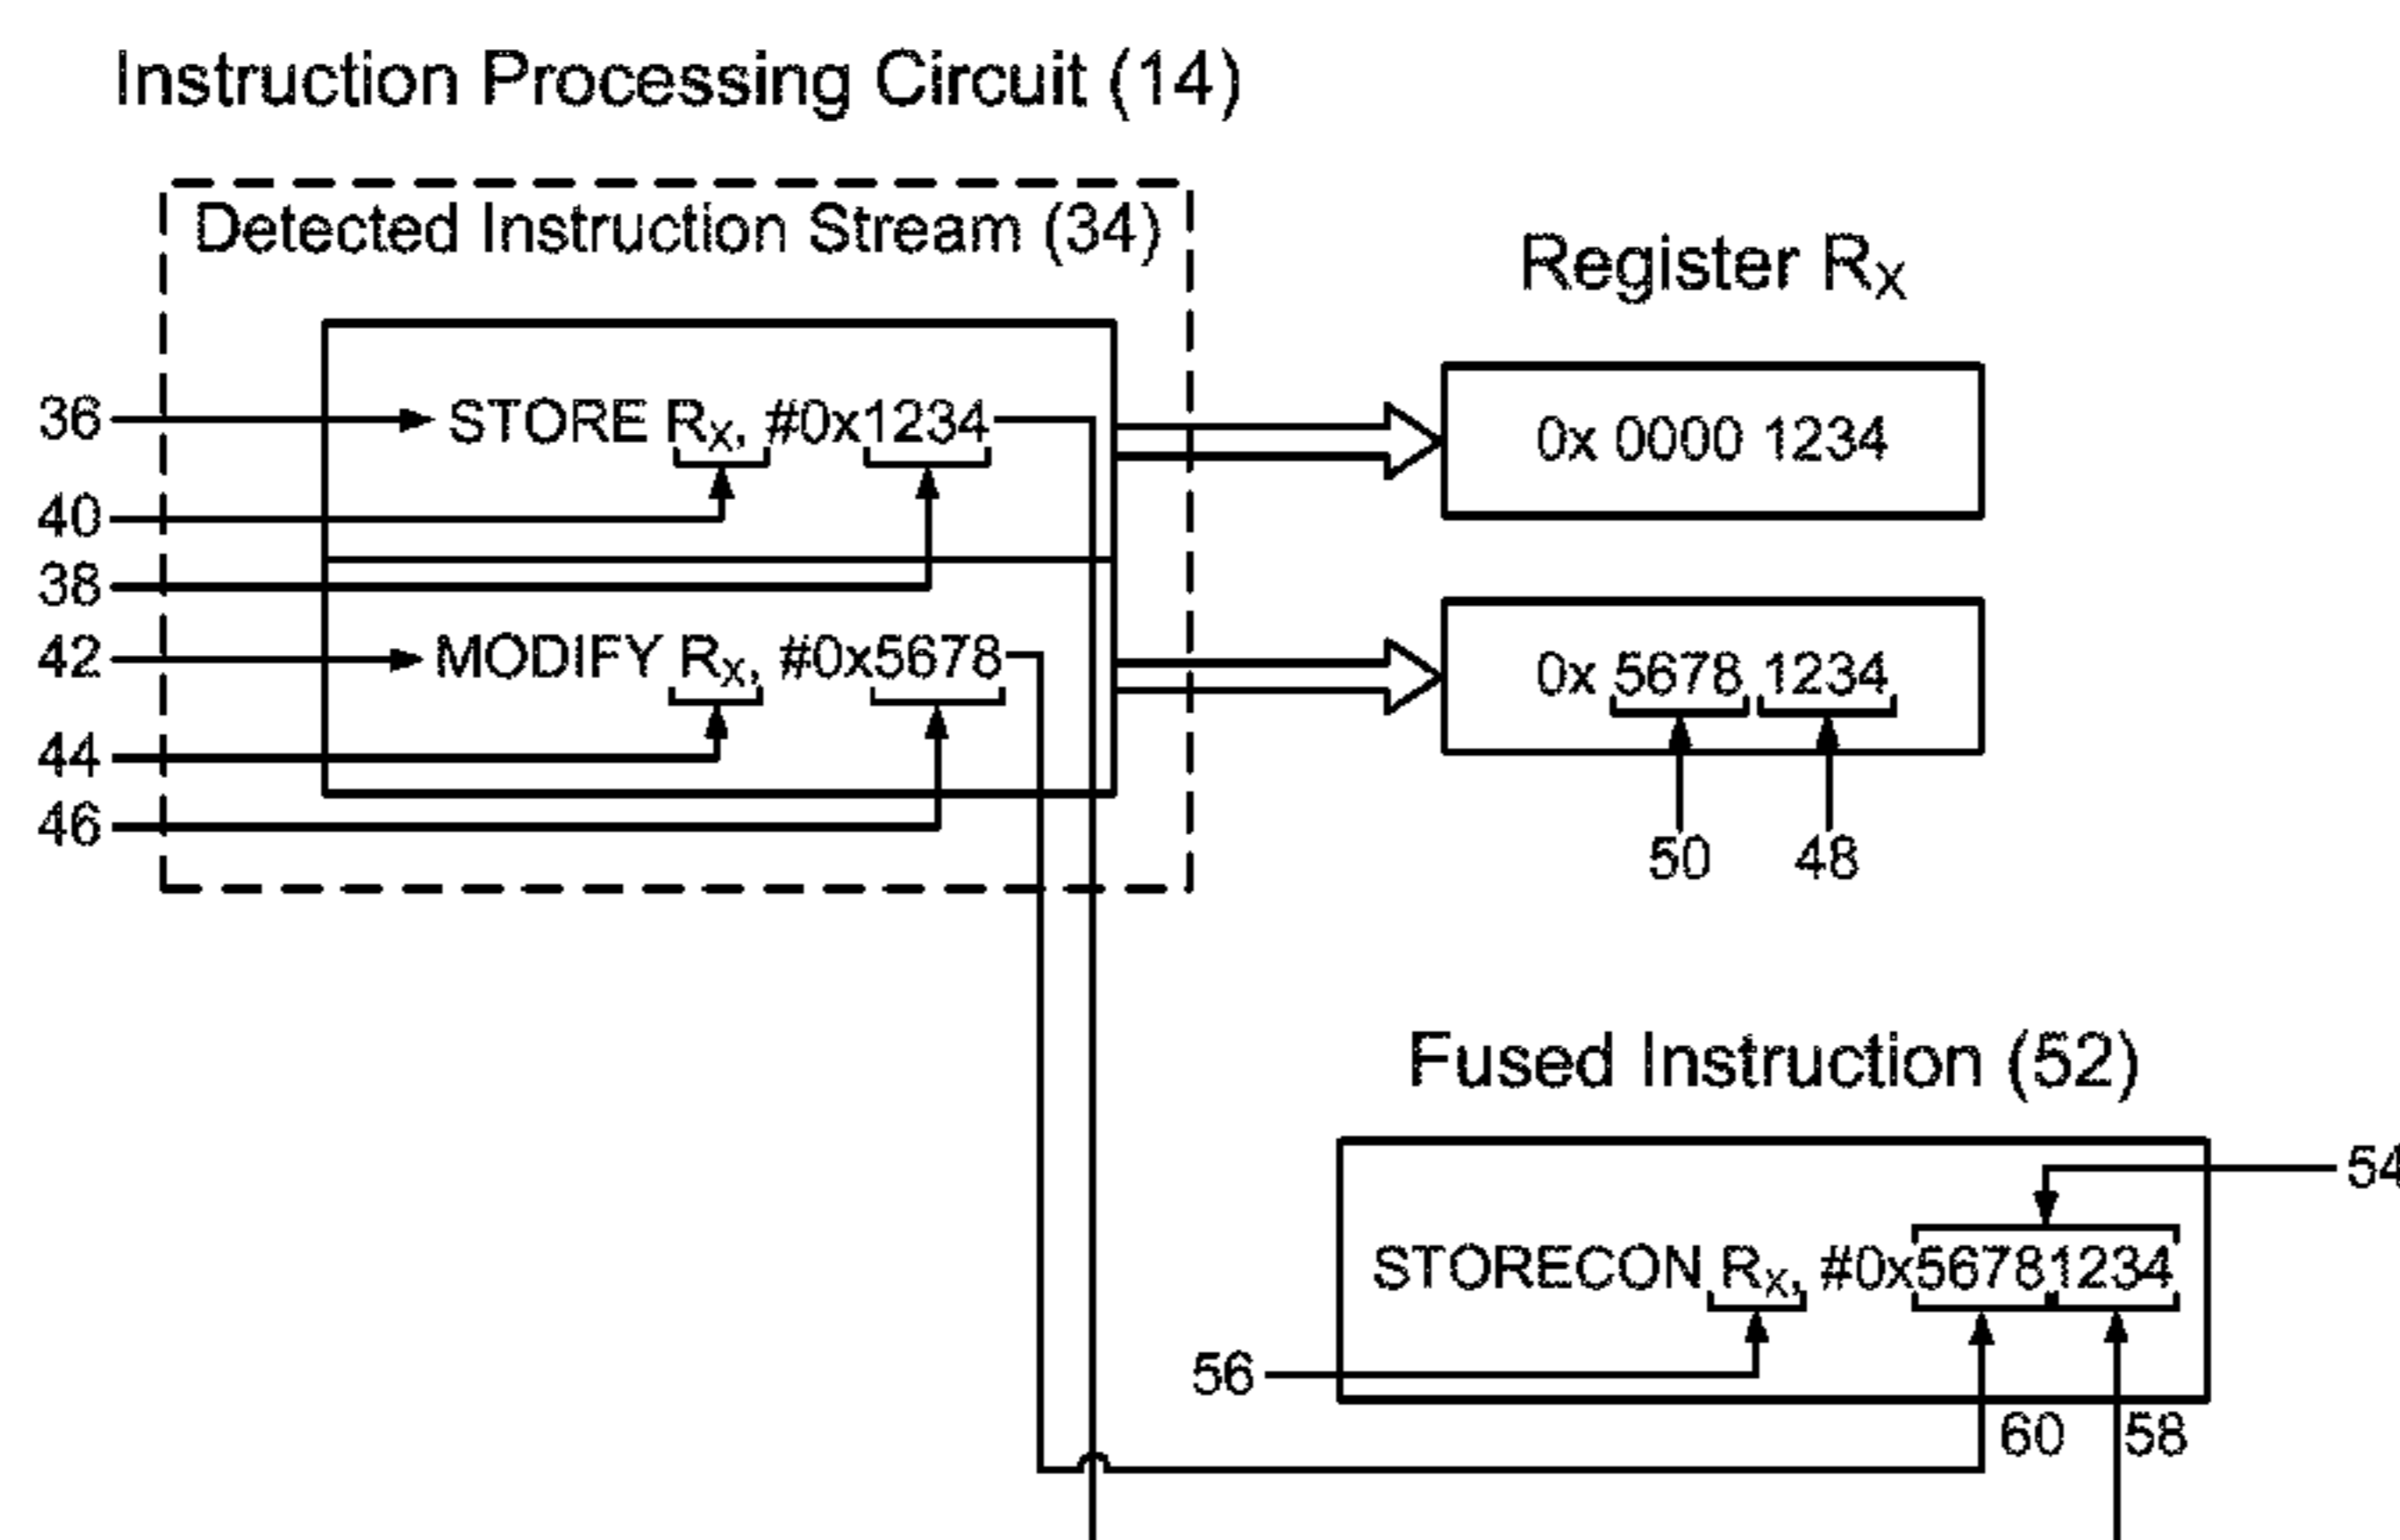 Instruction Processing Circuit (14)
Detected Instruction Stream (34)
Register RX
36
STORE RX, #0x1234
0x 0000 1234
40
38
42
MODIFY RX, #0x5678
0x 5678 1234
44
46
50 48
Fused Instruction (52)
54
STORECON RX, #0x56781234
56
60 58